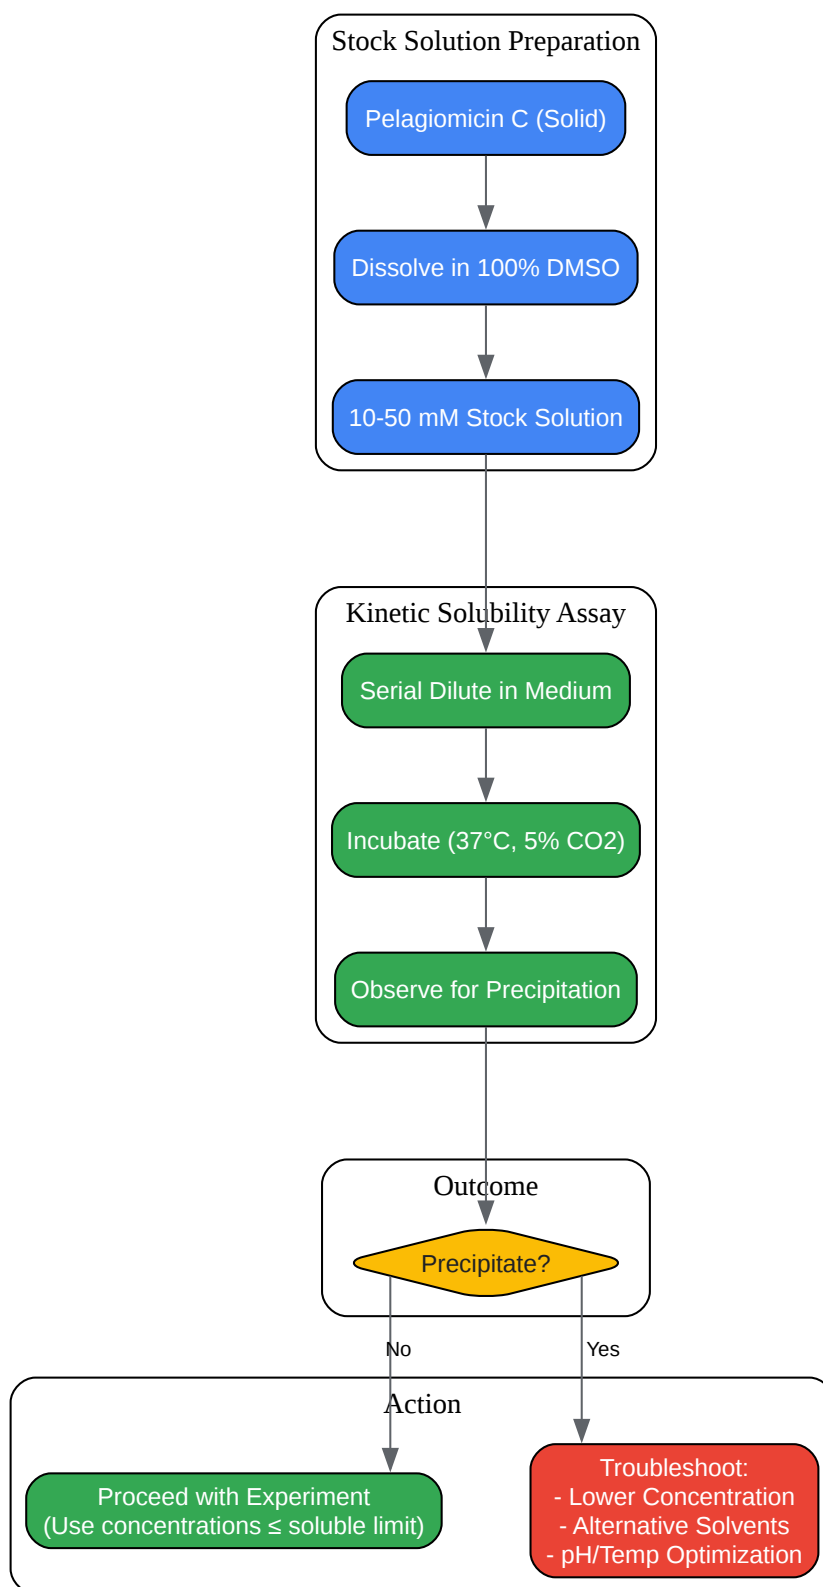 Stock Solution Preparation
Pelagiomicin C (Solid)
Dissolve in 100% DMSO
10-50 mM Stock Solution
Kinetic Solubility Assay
Serial Dilute in Medium
Incubate (37°C, 5% CO2)
Observe for Precipitation
Outcome
Precipitate?
No
Yes
Action
Proceed with Experiment
(Use concentrations ≤ soluble limit)
Troubleshoot:
- Lower Concentration
- Alternative Solvents
- pH/Temp Optimization